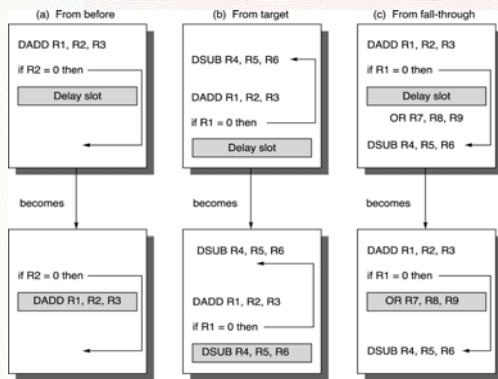 (a) From before
DADD R1, R2, R3
if R2 = 0 then
Delay slot
becomes
if R2 = 0 then
DADD R1, R2, R3
(b) From target
DSUB R4, R5, R6
DADD R1, R2, R3
if R1 = 0 then
Delay slot
becomes
DSUB R4, R5, R6
DADD R1, R2, R3
if R1 = 0 then
DSUB R4, R5, R6
(c) From fall-through
DADD R1, R2, R3
if R1 = 0 then
Delay slot
OR R7, R8, R9
DSUB R4, R5, R6
becomes
DADD R1, R2, R3
if R1 = 0 then
OR R7, R8, R9
DSUB R4, R5, R6